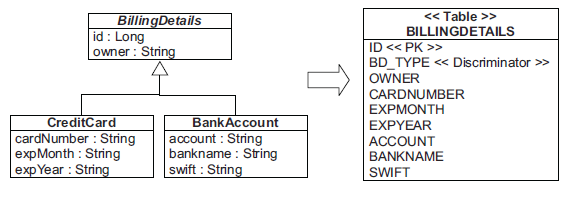 BillingDetails
id : Long
owner : String
CreditCard
cardNumber : String
expMonth : String
expYear : String
BankAccount
account : String
bankname : String
swift : String
<< Table >>
BILLINGDETAILS
ID << PK >>
BD_TYPE << Discriminator >>
OWNER
CARDNUMBER
EXPMONTH
EXPYEAR
ACCOUNT
BANKNAME
SWIFT